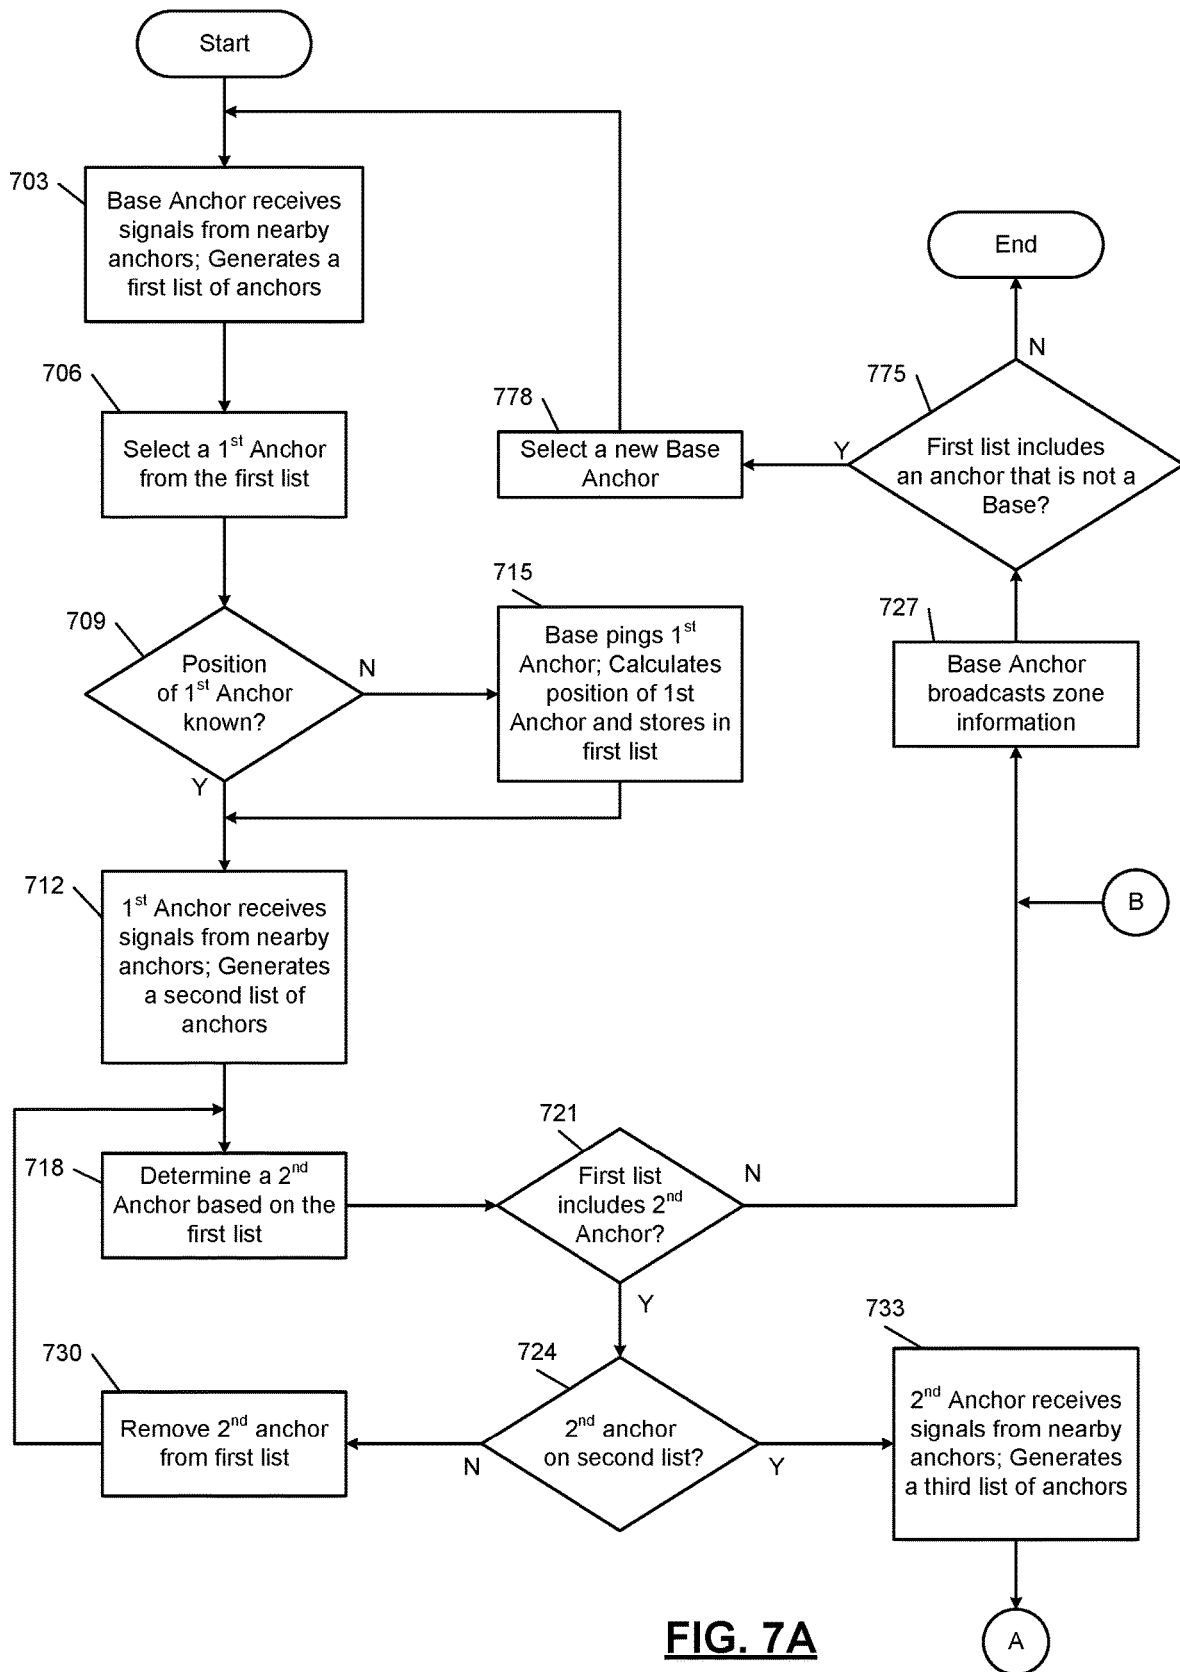 Start
703
Base Anchor receives
signals from nearby
anchors; Generates a
first list of anchors
End
706
Select a 1st Anchor
from the first list
778
Select a new Base
Anchor
775
N
Y
First list includes
an anchor that is not a
Base?
709
Position
of 1st Anchor
known?
N
Y
715
Base pings 1st
Anchor; Calculates
position of 1st
Anchor and stores in
first list
727
Base Anchor
broadcasts zone
information
712
1st Anchor receives
signals from nearby
anchors; Generates
a second list of
anchors
B
718
Determine a 2nd
Anchor based on the
first list
721
First list
includes 2nd
Anchor?
N
Y
730
Remove 2nd anchor
from first list
724
2nd anchor
on second list?
N
Y
733
2nd Anchor receives
signals from nearby
anchors; Generates
a third list of anchors
A
FIG. 7A